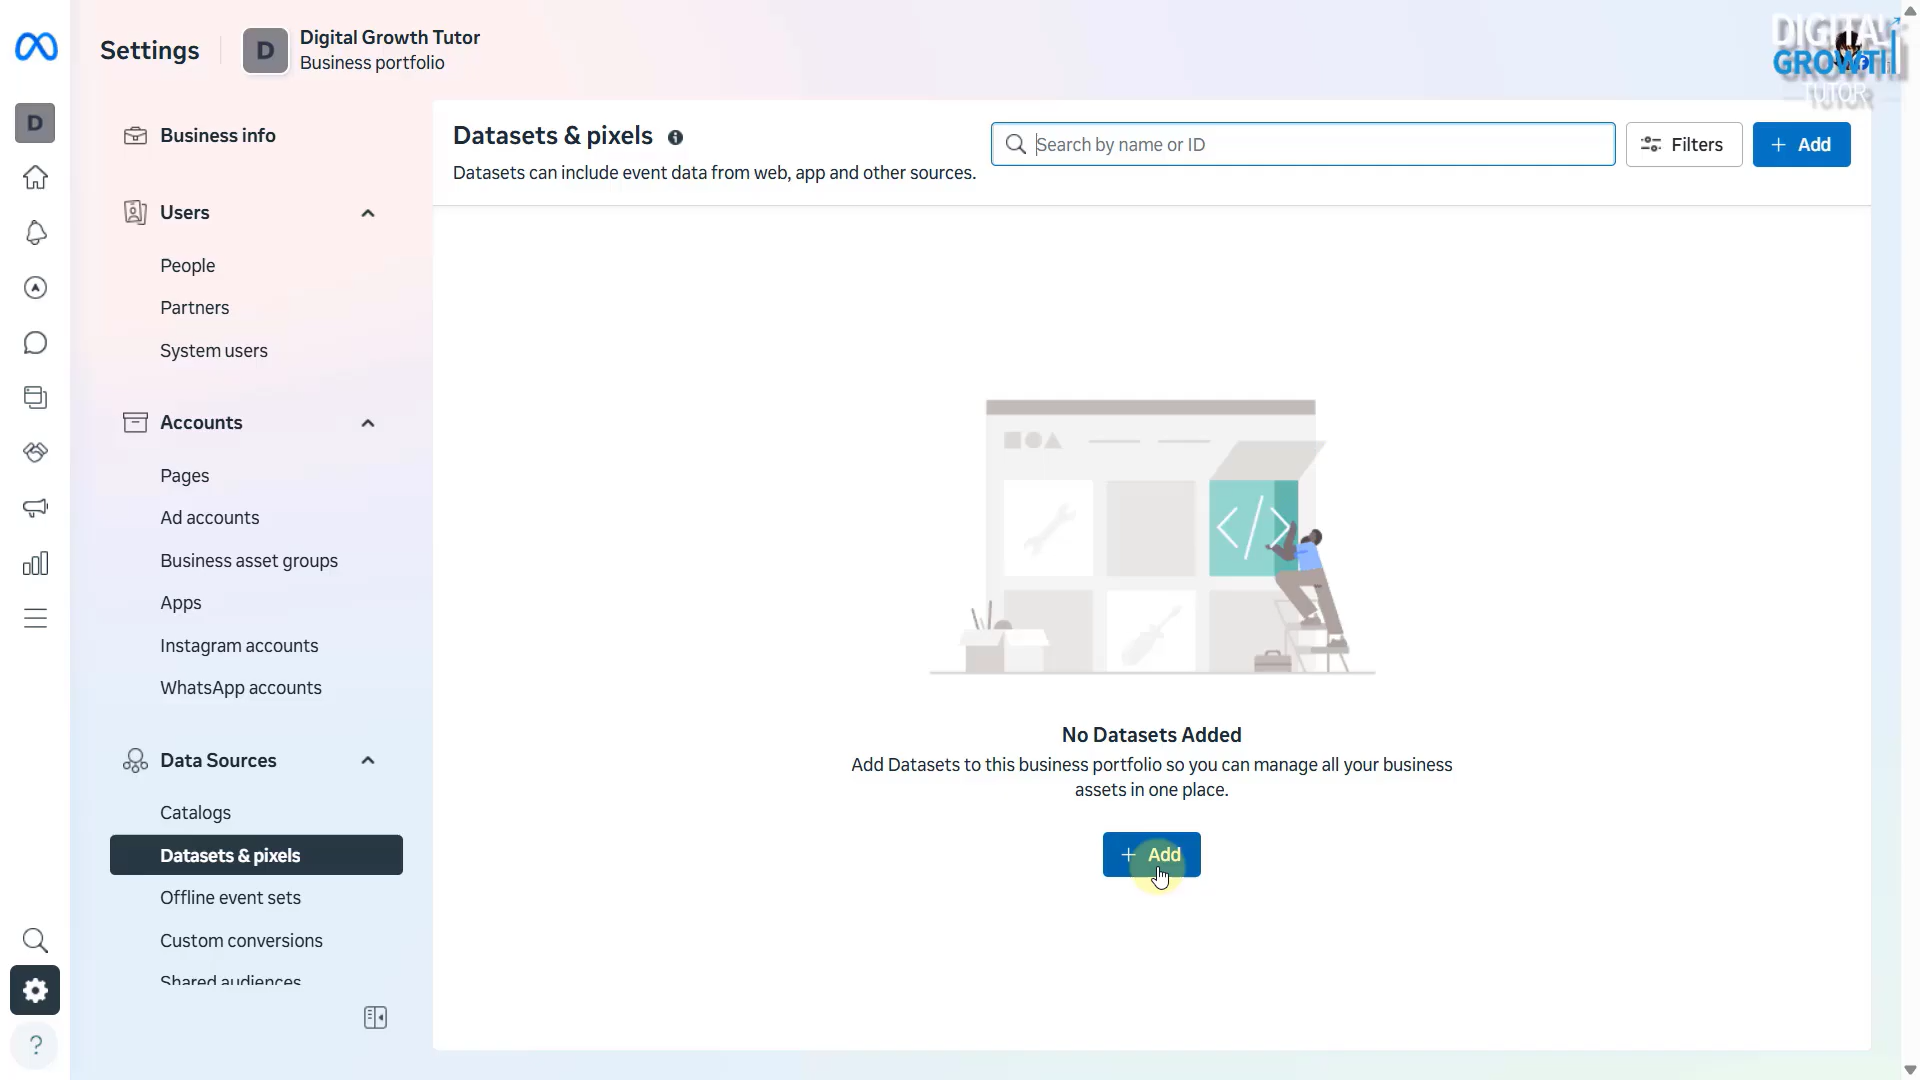 Settings
D
Digital Growth Tutor
Business portfolio
DIGITAL
GROWTH
TUTOR
D
Business info
Users
People
Partners
System users
Accounts
Pages
Ad accounts
Business asset groups
Apps
Instagram accounts
WhatsApp accounts
Data Sources
Catalogs
Datasets & pixels
Offline event sets
Custom conversions
Shared audiences
?
Datasets & pixels
Datasets can include event data from web, app and other sources.
Search by name or ID
Filters
+ Add
</>
No Datasets Added
Add Datasets to this business portfolio so you can manage all your business
assets in one place.
+ Add